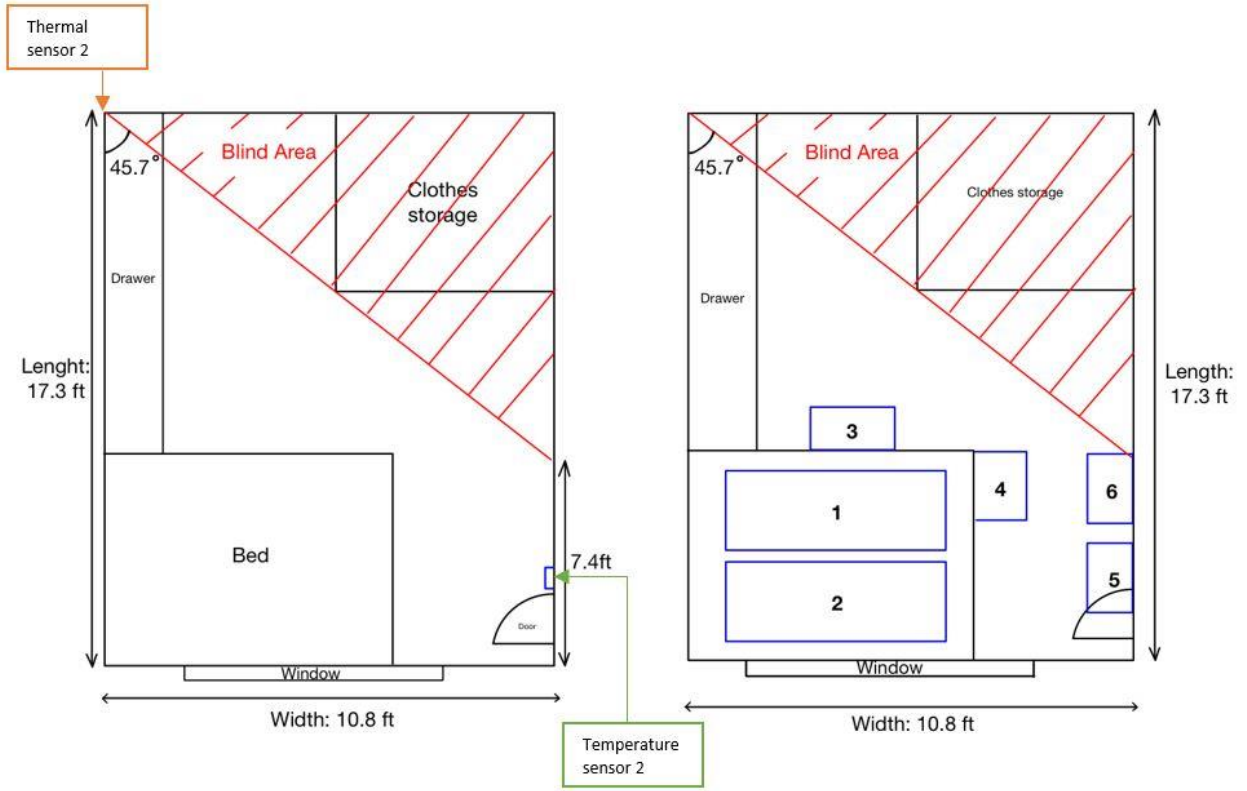 Thermal
sensor 2
45.7°
Blind Area
Clothes
storage
Drawer
Lenght:
17.3 ft
Bed
7.4ft
Door
Window
Width: 10.8 ft
Temperature
sensor 2
45.7°
Blind Area
Clothes storage
Drawer
Length:
17.3 ft
3
1
4
6
2
5
Window
Width: 10.8 ft